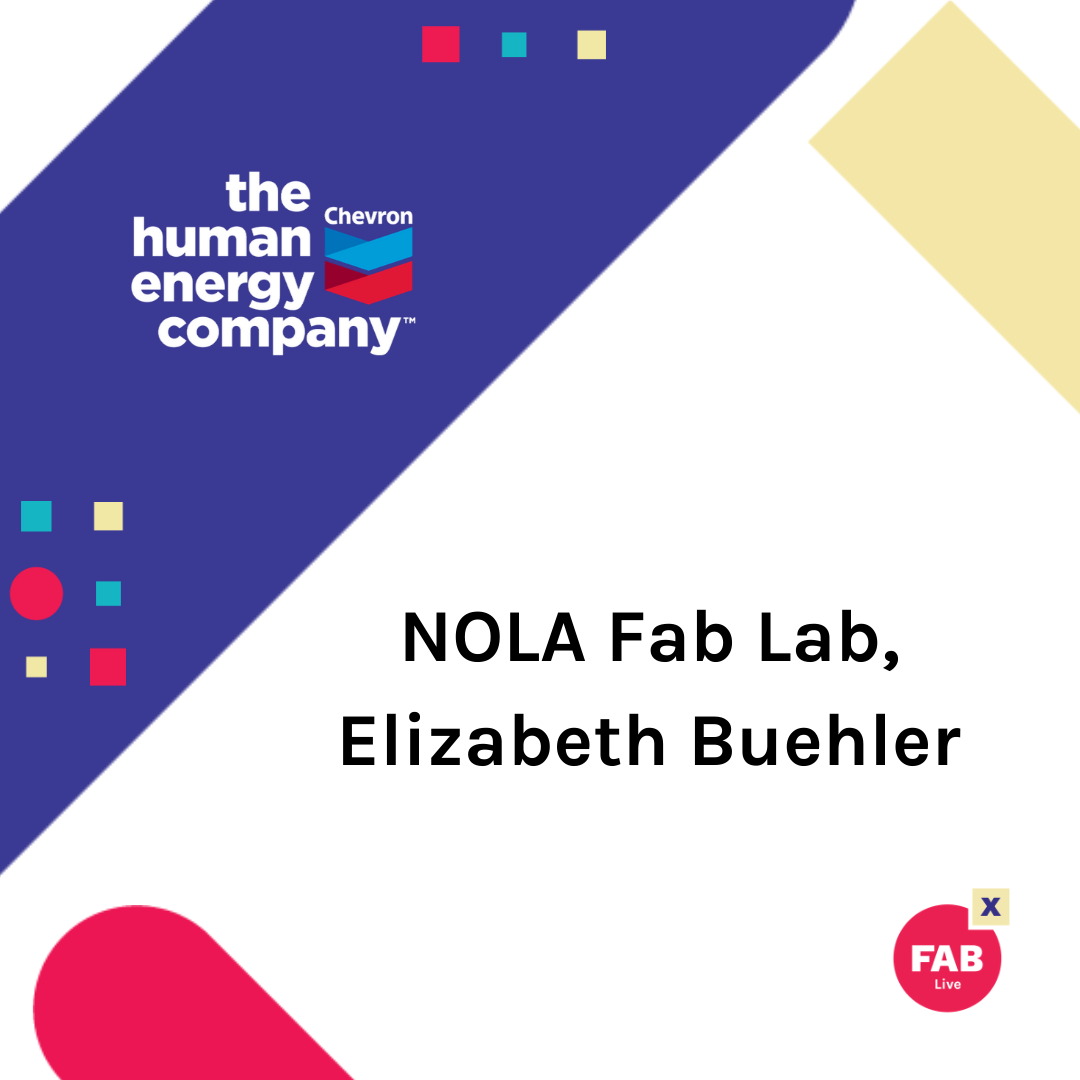 the
human
energy
company™
Chevron
NOLA Fab Lab,
Elizabeth Buehler
X
FAB
Live